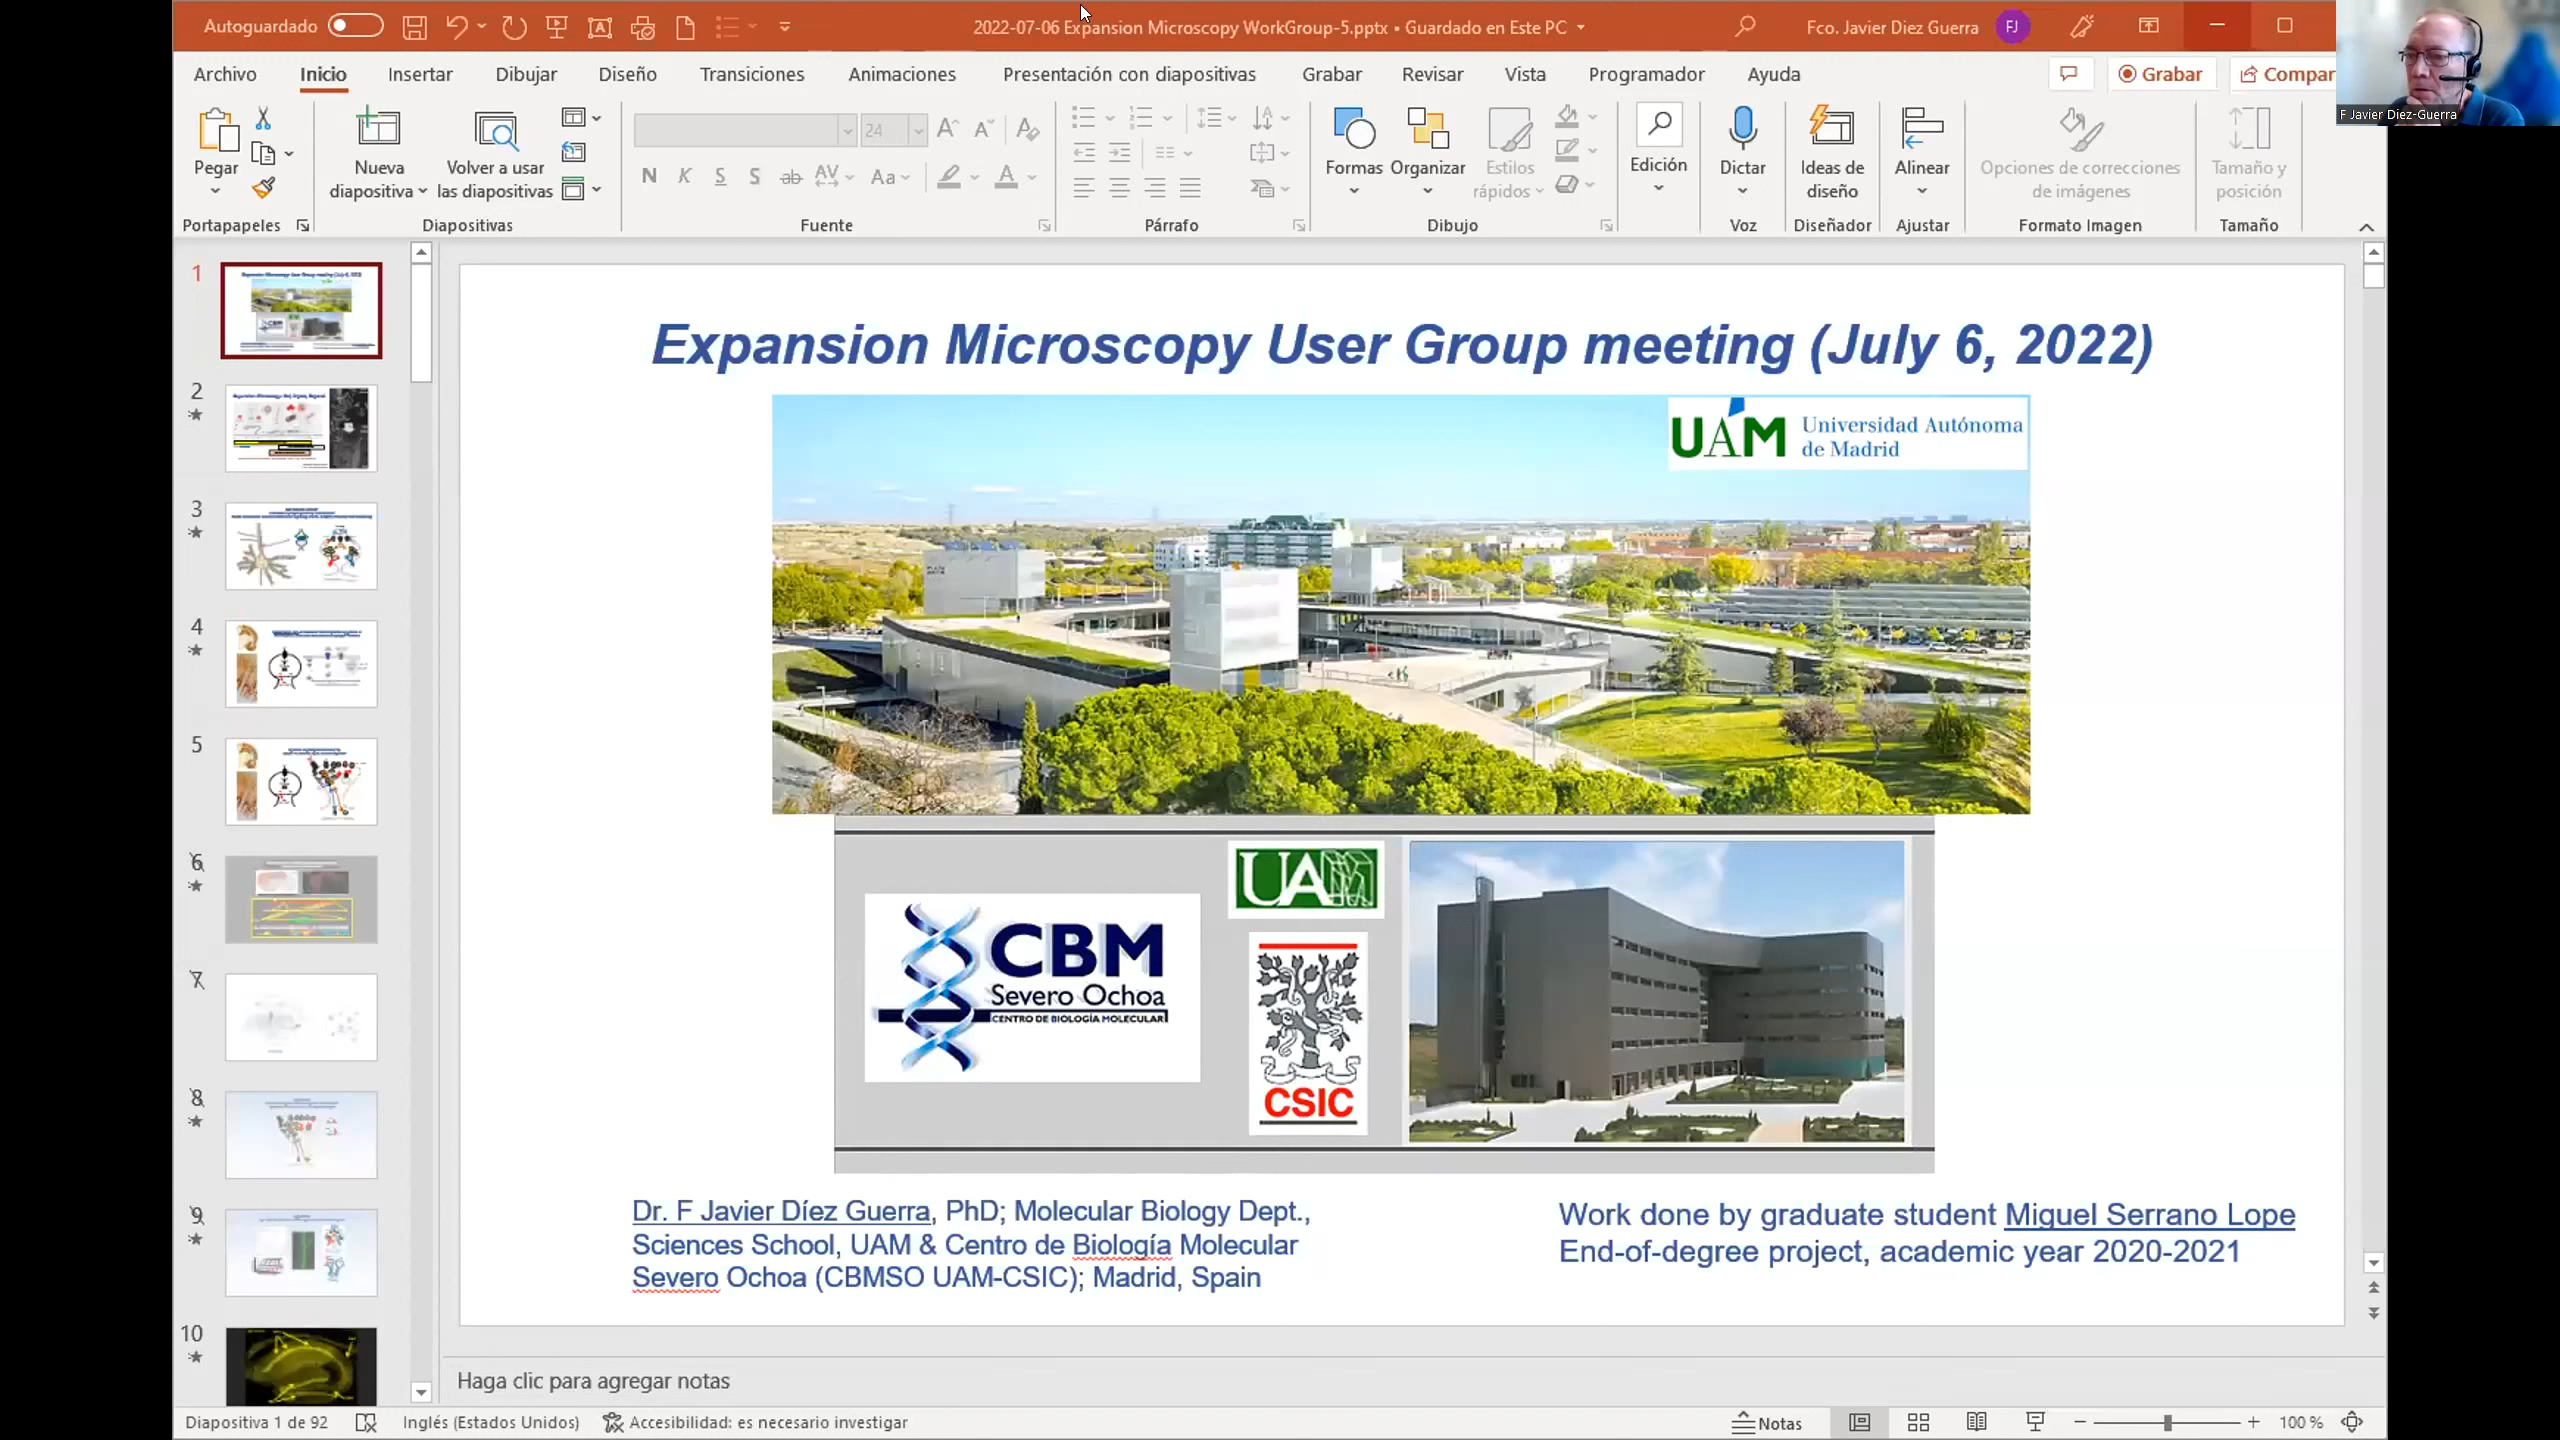 Autoguardado
2022-07-06 Expansion Microscopy WorkGroup-5.pptx • Guardado en Este PC
Fco. Javier Diez Guerra
FJ
Archivo
Inicio
Insertar
Dibujar
Diseño
Transiciones
Animaciones
Presentación con diapositivas
Grabar
Revisar
Vista
Programador
Ayuda
Grabar
Compar
F Javier Diez-Guerra
Pegar
Nueva
diapositiva
Volver a usar
las diapositivas
24
N K S S ab AV Aa A
Formas
Organizar
Estilos
rápidos
Edición
Dictar
Ideas de
diseño
Alinear
Opciones de correcciones
de imágenes
Tamaño y
posición
Portapapeles
Diapositivas
Fuente
Párrafo
Dibujo
Voz
Diseñador
Ajustar
Formato Imagen
Tamaño
1
2
3
4
5
6
7
8
9
10
Expansion Microscopy User Group meeting (July 6, 2022)
UAM
Universidad Autónoma
de Madrid
UAM
CBM
Severo Ochoa
CENTRO DE BIOLOGÍA MOLECULAR
CSIC
Dr. F Javier Díez Guerra, PhD; Molecular Biology Dept.,
Sciences School, UAM & Centro de Biología Molecular
Severo Ochoa (CBMSO UAM-CSIC); Madrid, Spain
Work done by graduate student Miguel Serrano Lope
End-of-degree project, academic year 2020-2021
Haga clic para agregar notas
Diapositiva 1 de 92
Inglés (Estados Unidos)
Accesibilidad: es necesario investigar
Notas
100 %